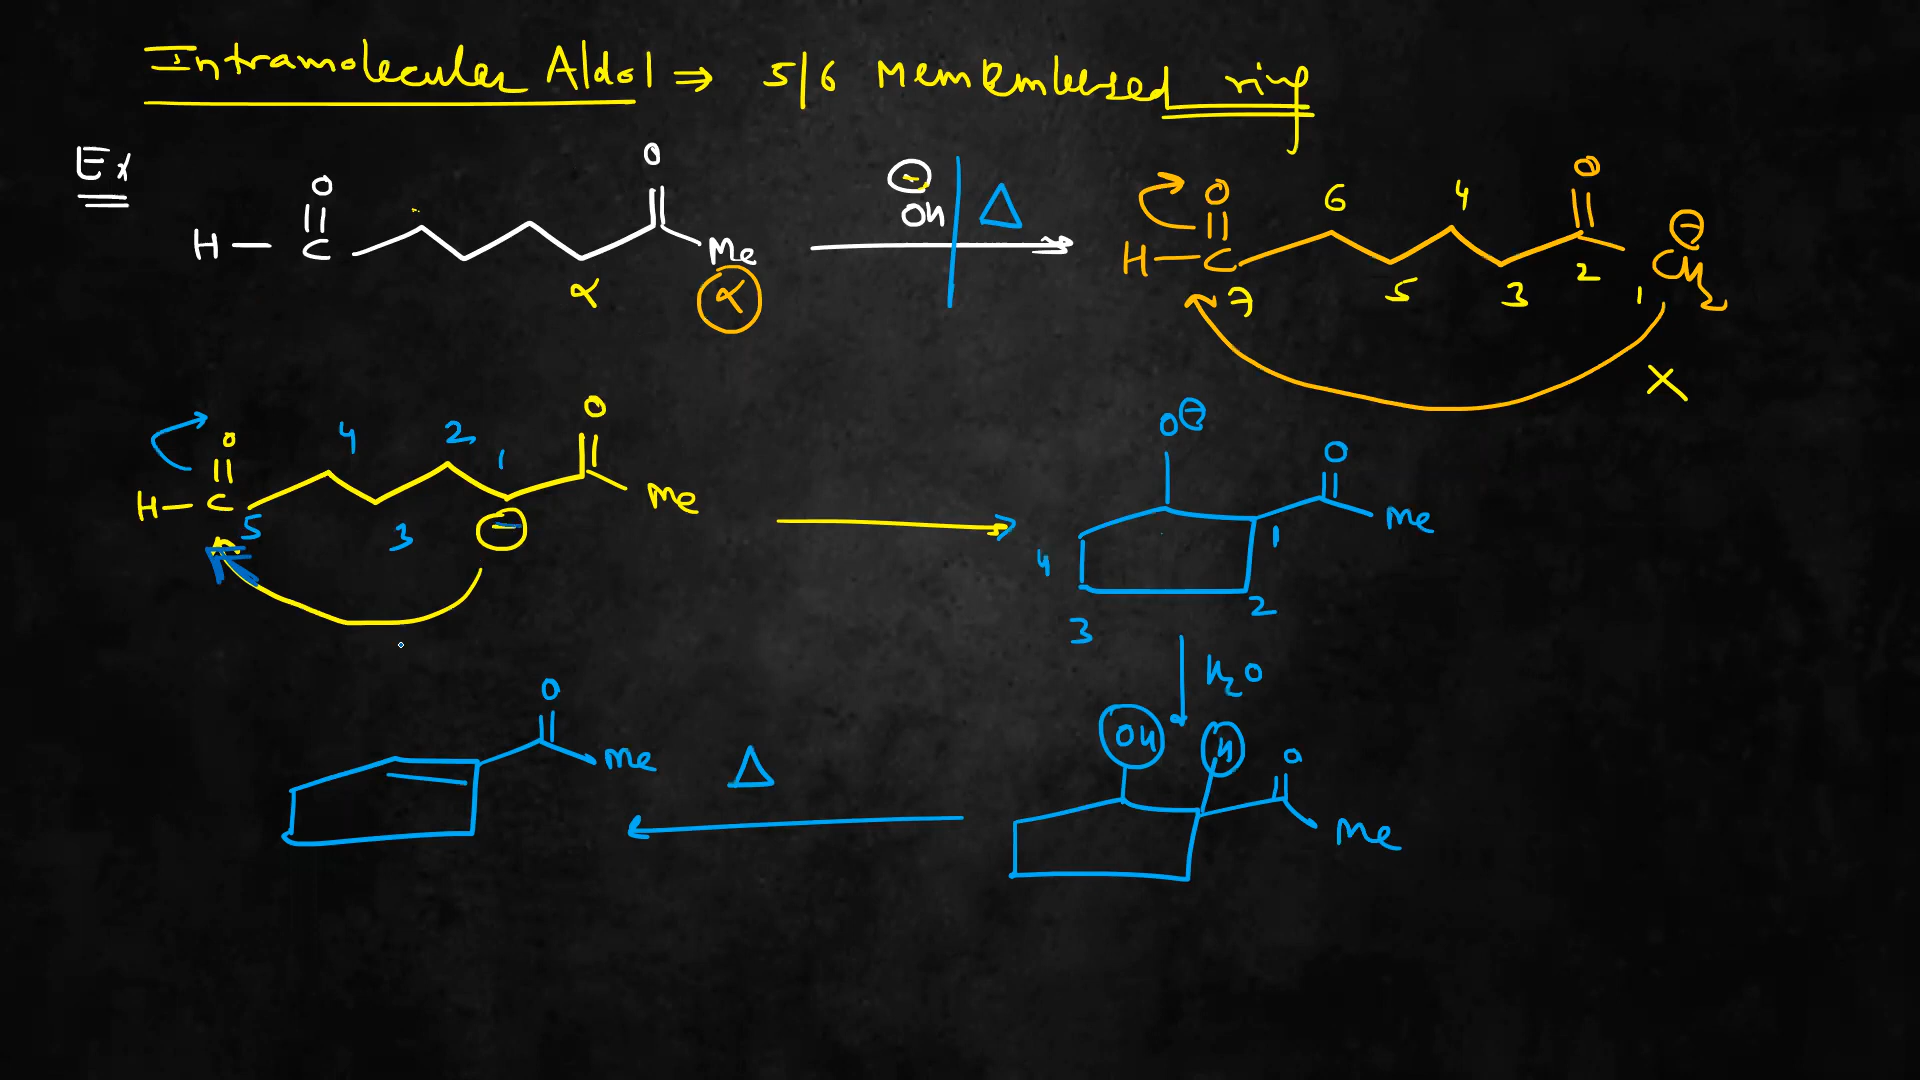 Intramolecular Aldol ⇒ 5/6 Memembered ring
Ex
H – C O O Me α α
⊖ OH Δ
H – C O 7 6 5 4 3 2 1 O ⊖ CH2 X
H – C O 5 4 3 2 1 ⊖ O Me
O⊖ O Me 1 2 3 4
H2O
OH H O Me
Δ
O Me